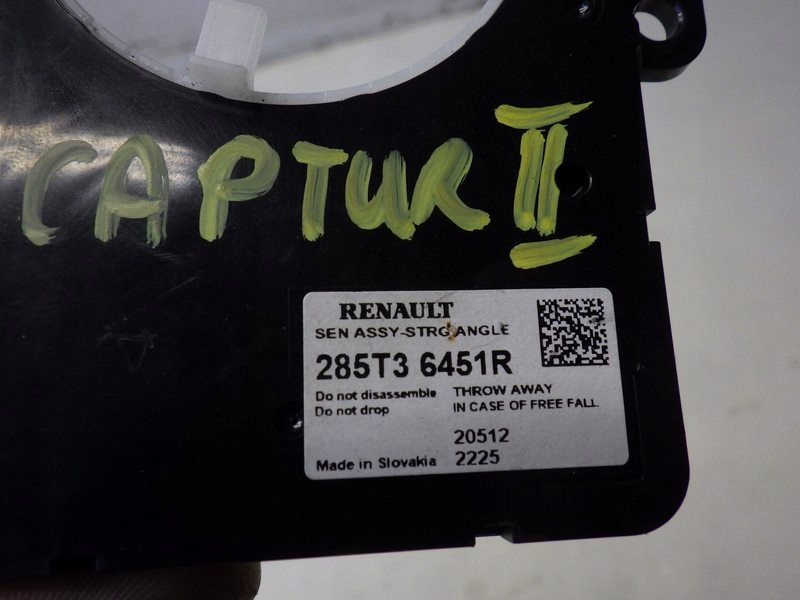 CAPTUR II
RENAULT
SEN ASSY-STRG ANGLE
285T3 6451R
Do not disassemble THROW AWAY
Do not drop IN CASE OF FREE FALL.
20512
Made in Slovakia 2225